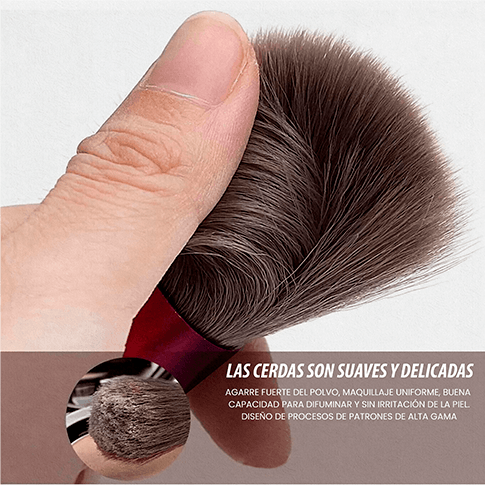 LAS CERDAS SON SUAVES Y DELICADAS
AGARRE FUERTE DEL POLVO, MAQUILLAJE UNIFORME, BUENA
CAPACIDAD PARA DIFUMINAR Y SIN IRRITACIÓN DE LA PIEL.
DISEÑO DE PROCESOS DE PATRONES DE ALTA GAMA